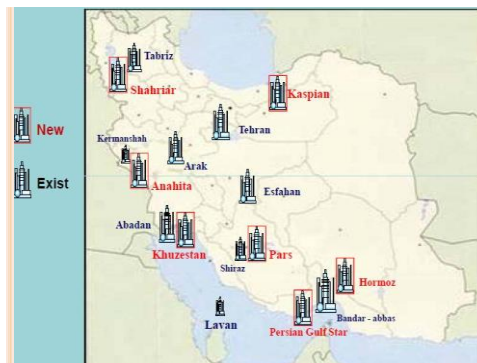 Tabriz
Shahriar
Kaspian
New
Tehran
Kermanshah
Arak
Exist
Anahita
Esfahan
Abadan
Khuzestan
Pars
Shiraz
Hormoz
Lavan
Bandar - abbas
Persian Gulf Star